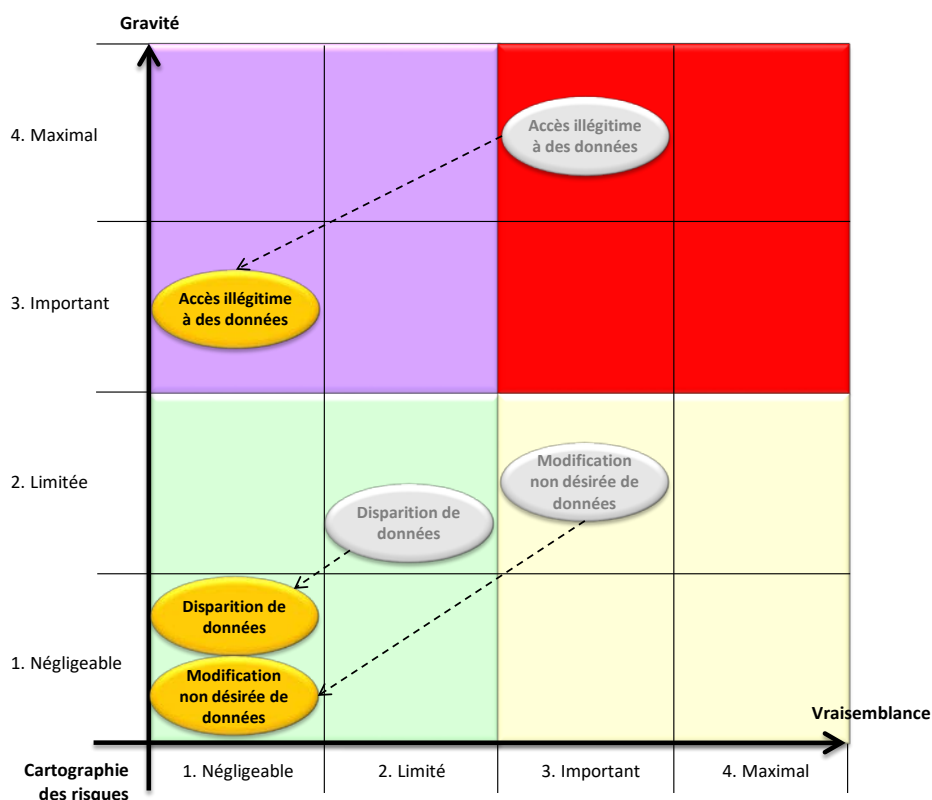 Gravité
4. Maximal
Accès illégitime
à des données
3. Important
Accès illégitime
à des données
2. Limitée
Modification
non désirée de
données
Disparition de
données
Disparition de
données
1. Négligeable
Modification
non désirée de
données
Vraisemblance
Cartographie
des risques
1. Négligeable
2. Limité
3. Important
4. Maximal